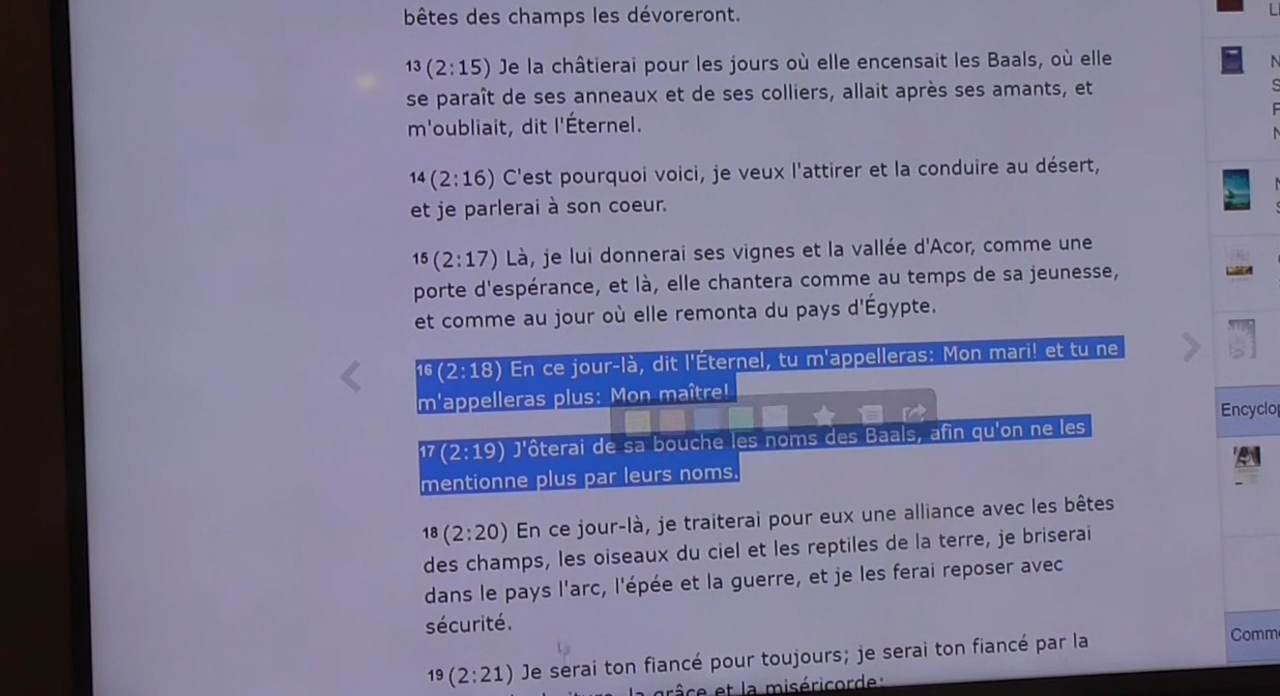 bêtes des champs les dévoreront.
13 (2:15) Je la châtierai pour les jours où elle encensait les Baals, où elle
se paraît de ses anneaux et de ses colliers, allait après ses amants, et
m'oubliait, dit l'Éternel.
14 (2:16) C'est pourquoi voici, je veux l'attirer et la conduire au désert,
et je parlerai à son coeur.
15 (2:17) Là, je lui donnerai ses vignes et la vallée d'Acor, comme une
porte d'espérance, et là, elle chantera comme au temps de sa jeunesse,
et comme au jour où elle remonta du pays d'Égypte.
16 (2:18) En ce jour-là, dit l'Éternel, tu m'appelleras: Mon mari! et tu ne
m'appelleras plus: Mon maître!
17 (2:19) J'ôterai de sa bouche les noms des Baals, afin qu'on ne les
mentionne plus par leurs noms.
18 (2:20) En ce jour-là, je traiterai pour eux une alliance avec les bêtes
des champs, les oiseaux du ciel et les reptiles de la terre, je briserai
dans le pays l'arc, l'épée et la guerre, et je les ferai reposer avec
sécurité.
19 (2:21) Je serai ton fiancé pour toujours; je serai ton fiancé par la
la grâce et la miséricorde;
Encyclop
Comme